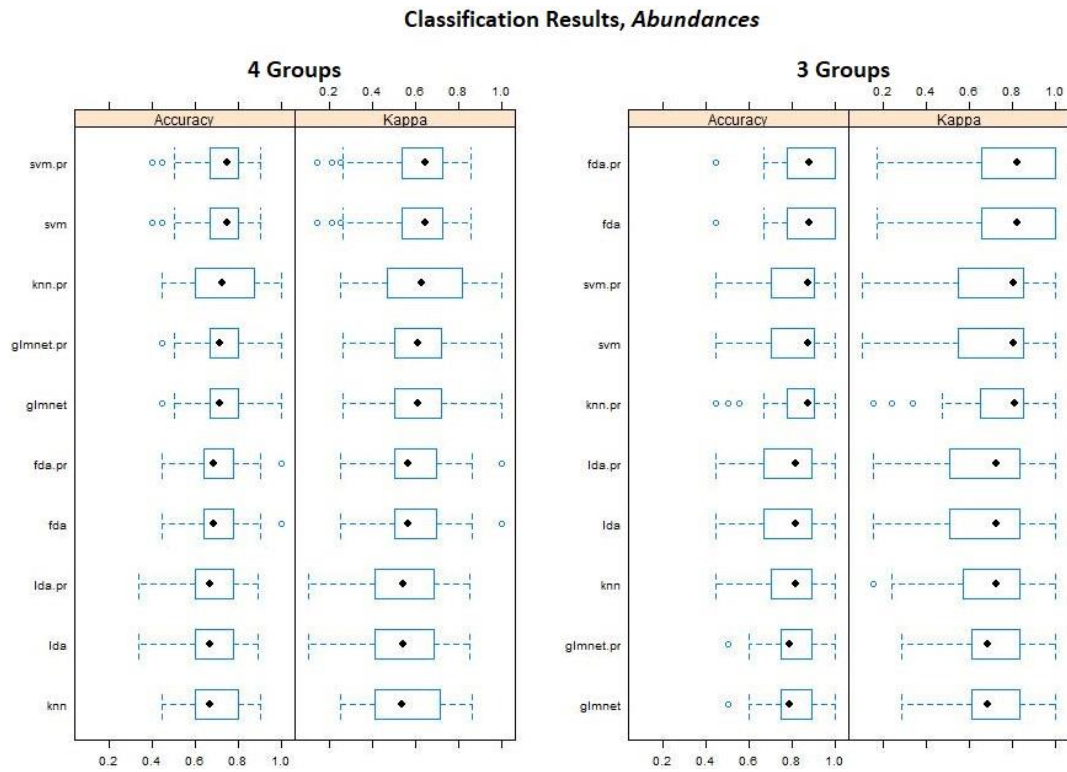 Classification Results, Abundances
4 Groups
3 Groups
0.2 0.4 0.6 0.8 1.0
0.2 0.4 0.6 0.8 1.0
Accuracy
Kappa
Accuracy
Kappa
svm.pr
svm
knn.pr
glmnet.pr
glmnet
fda.pr
fda
lda.pr
lda
knn
0.2 0.4 0.6 0.8 1.0
fda.pr
fda
svm.pr
svm
knn.pr
lda.pr
lda
knn
glmnet.pr
glmnet
0.2 0.4 0.6 0.8 1.0